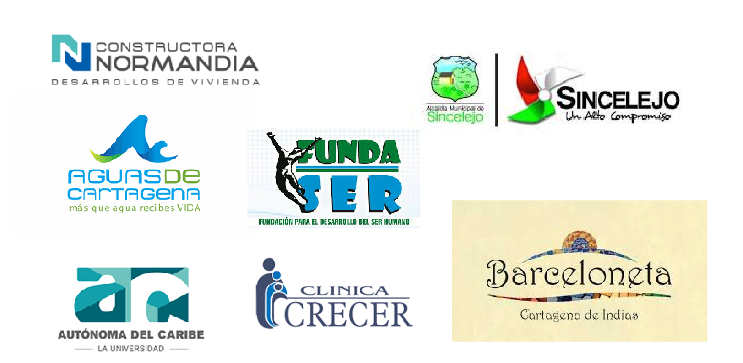 CONSTRUCTORA
NORMANDIA
DESARROLLOS DE VIVIENDA
Alcaldía Municipal de
Sincelejo
SINCELEJO
Un Alto Compromiso
AGUAS DE
CARTAGENA
más que agua recibes VIDA
FUNDA
SER
FUNDACIÓN PARA EL DESARROLLO DEL SER HUMANO
Barceloneta
Cartagena de Indias
AUTÓNOMA DEL CARIBE
LA UNIVERSIDAD
CLINICA
CRECER